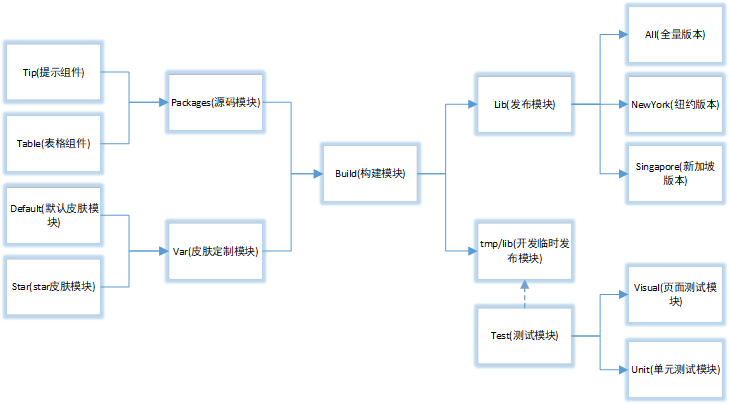 Tip(提示组件)
Table(表格组件)
Default(默认皮肤模
块)
Star(star皮肤模块)
Packages(源码模块)
Var(皮肤定制模块)
Build(构建模块)
Lib(发布模块)
tmp/lib(开发临时发
布模块)
Test(测试模块)
All(全量版本)
NewYork(纽约版本)
Singapore(新加坡
版本)
Visual(页面测试模
块)
Unit(单元测试模块)